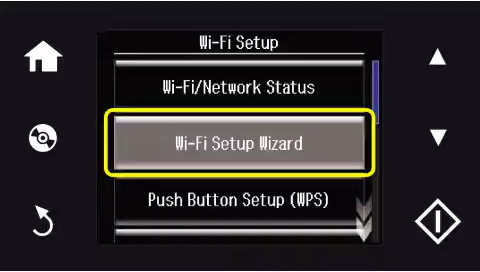 Wi-Fi Setup
Wi-Fi/Network Status
Wi-Fi Setup Wizard
Push Button Setup (WPS)